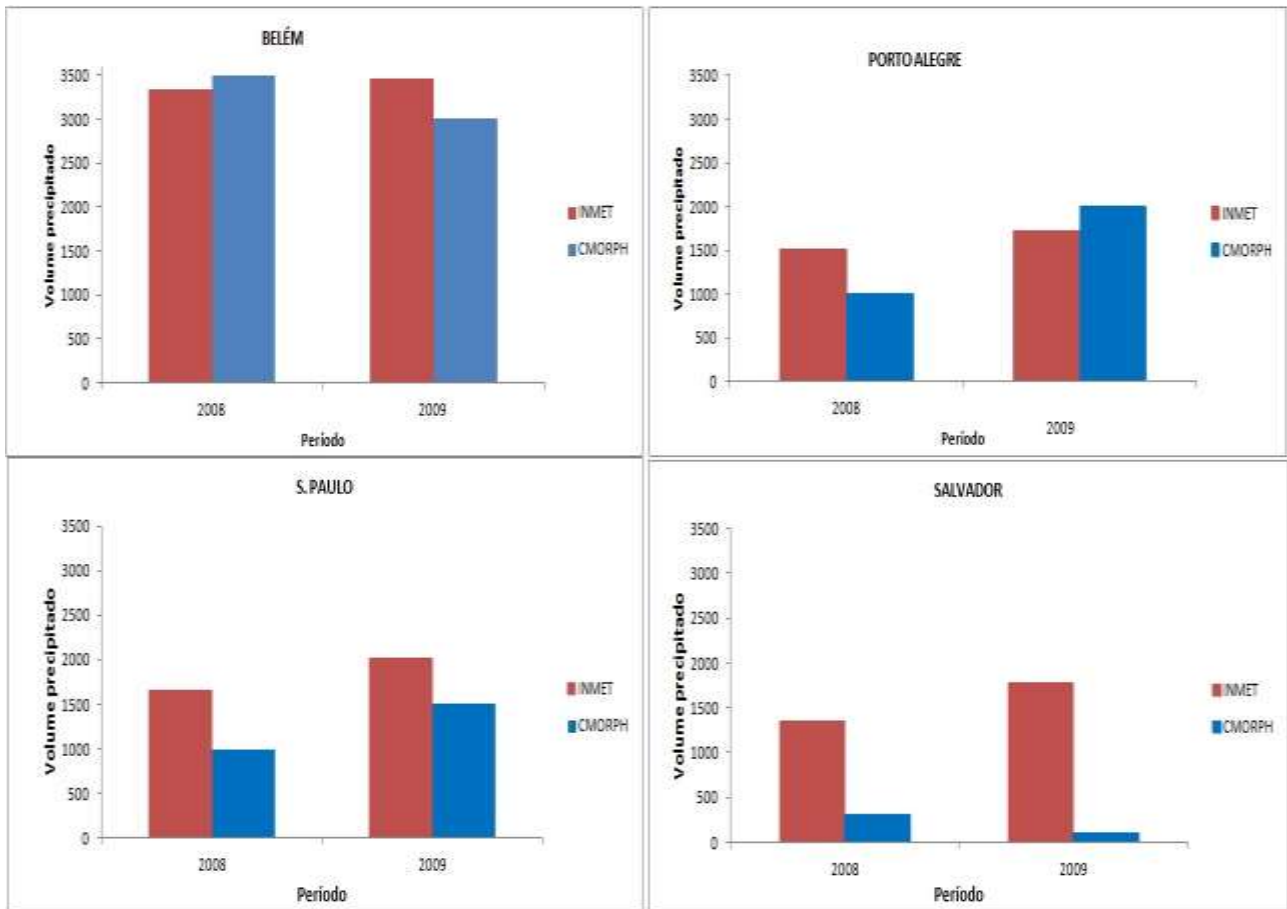 BELÉM
Volume precipitado
3500
3000
2500
2000
1500
1000
500
0
2008
2009
Período
INMET
CMORPH
PORTO ALEGRE
Volume precipitado
3500
3000
2500
2000
1500
1000
500
0
2008
2009
Período
INMET
CMORPH
S. PAULO
Volume precipitado
3500
3000
2500
2000
1500
1000
500
0
2008
2009
Período
INMET
CMORPH
SALVADOR
Volume precipitado
3500
3000
2500
2000
1500
1000
500
0
2008
2009
Período
INMET
CMORPH